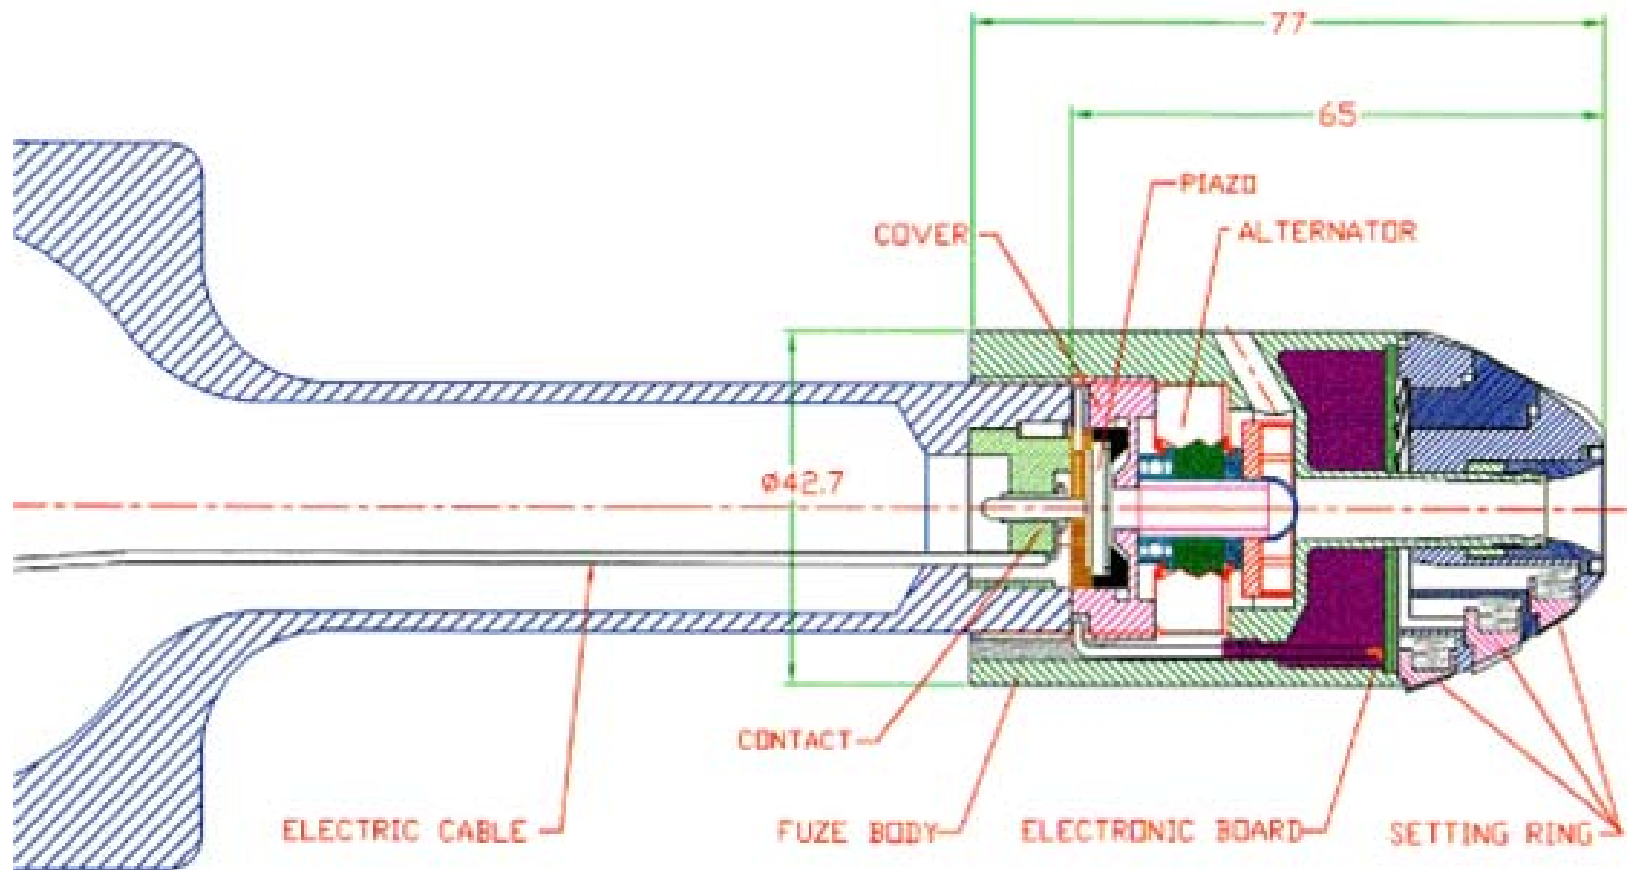 77
65
PIAZO
COVER
ALTERNATOR
Ø42.7
CONTACT
ELECTRIC CABLE
FUZE BODY
ELECTRONIC BOARD
SETTING RING